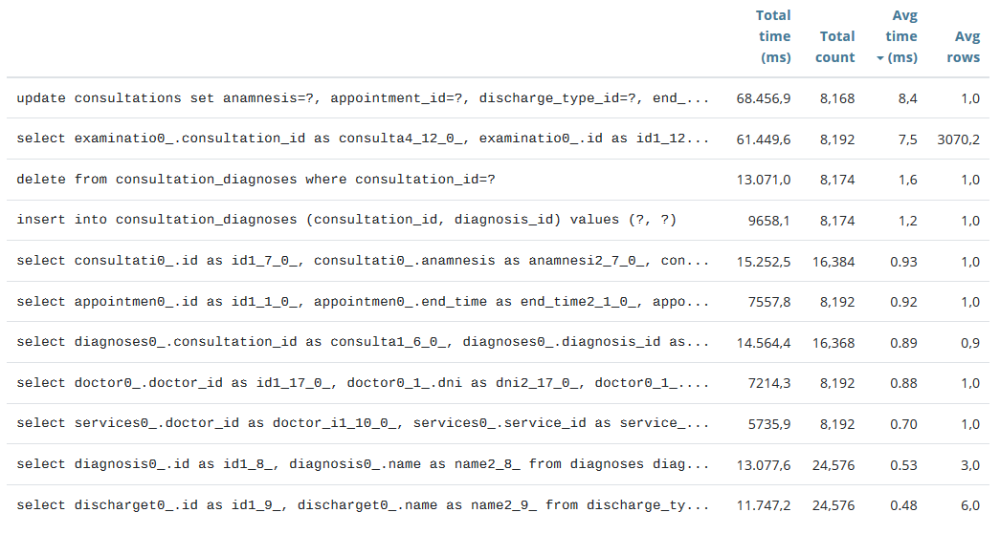 Total time (ms) Total count Avg time (ms) Avg rows
update consultations set anamnesis=?, appointment_id=?, discharge_type_id=?, end_... 68.456,9 8,168 8,4 1,0
select examinatio0_.consultation_id as consulta4_12_0_, examinatio0_.id as id1_12... 61.449,6 8,192 7,5 3070,2
delete from consultation_diagnoses where consultation_id=? 13.071,0 8,174 1,6 1,0
insert into consultation_diagnoses (consultation_id, diagnosis_id) values (?, ?) 9658,1 8,174 1,2 1,0
select consultati0_.id as id1_7_0_, consultati0_.anamnesis as anamnesi2_7_0_, con... 15.252,5 16,384 0.93 1,0
select appointmen0_.id as id1_1_0_, appointmen0_.end_time as end_time2_1_0_, appo... 7557,8 8,192 0.92 1,0
select diagnoses0_.consultation_id as consulta1_6_0_, diagnoses0_.diagnosis_id as... 14.564,4 16,368 0.89 0,9
select doctor0_.doctor_id as id1_17_0_, doctor0_1_.dni as dni2_17_0_, doctor0_1_.... 7214,3 8,192 0.88 1,0
select services0_.doctor_id as doctor_i1_10_0_, services0_.service_id as service_... 5735,9 8,192 0.70 1,0
select diagnosis0_.id as id1_8_, diagnosis0_.name as name2_8_ from diagnoses diag... 13.077,6 24,576 0.53 3,0
select discharget0_.id as id1_9_, discharget0_.name as name2_9_ from discharge_ty... 11.747,2 24,576 0.48 6,0